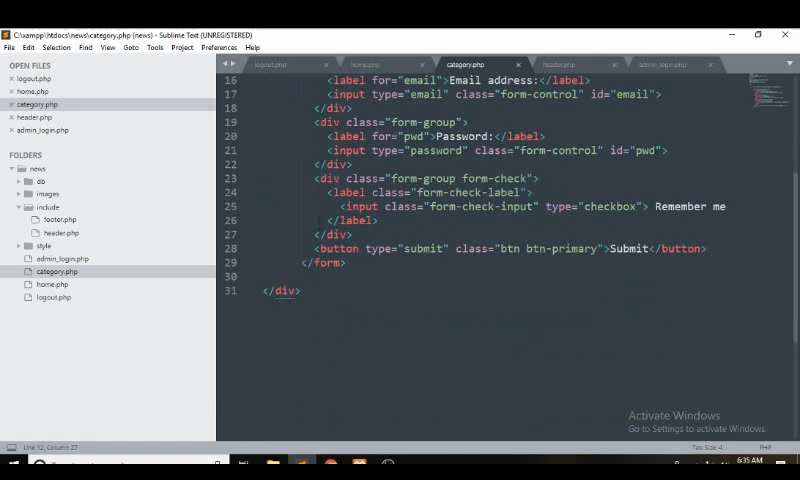 C:\xampp\htdocs\news\category.php (news) - Sublime Text (UNREGISTERED)
File Edit Selection Find View Goto Tools Project Preferences Help
OPEN FILES
logout.php
home.php
category.php
header.php
admin_login.php
FOLDERS
news
db
images
include
footer.php
header.php
style
admin_login.php
category.php
home.php
logout.php
logout.php home.php category.php header.php admin_login.php
16 <label for="email">Email address:</label>
17 <input type="email" class="form-control" id="email">
18 </div>
19 <div class="form-group">
20 <label for="pwd">Password:</label>
21 <input type="password" class="form-control" id="pwd">
22 </div>
23 <div class="form-group form-check">
24 <label class="form-check-label">
25 <input class="form-check-input" type="checkbox"> Remember me
26 </label>
27 </div>
28 <button type="submit" class="btn btn-primary">Submit</button>
29 </form>
30
31 </div>
Activate Windows
Go to Settings to activate Windows.
Line 12, Column 27
Tab Size: 4 PHP
6:35 AM